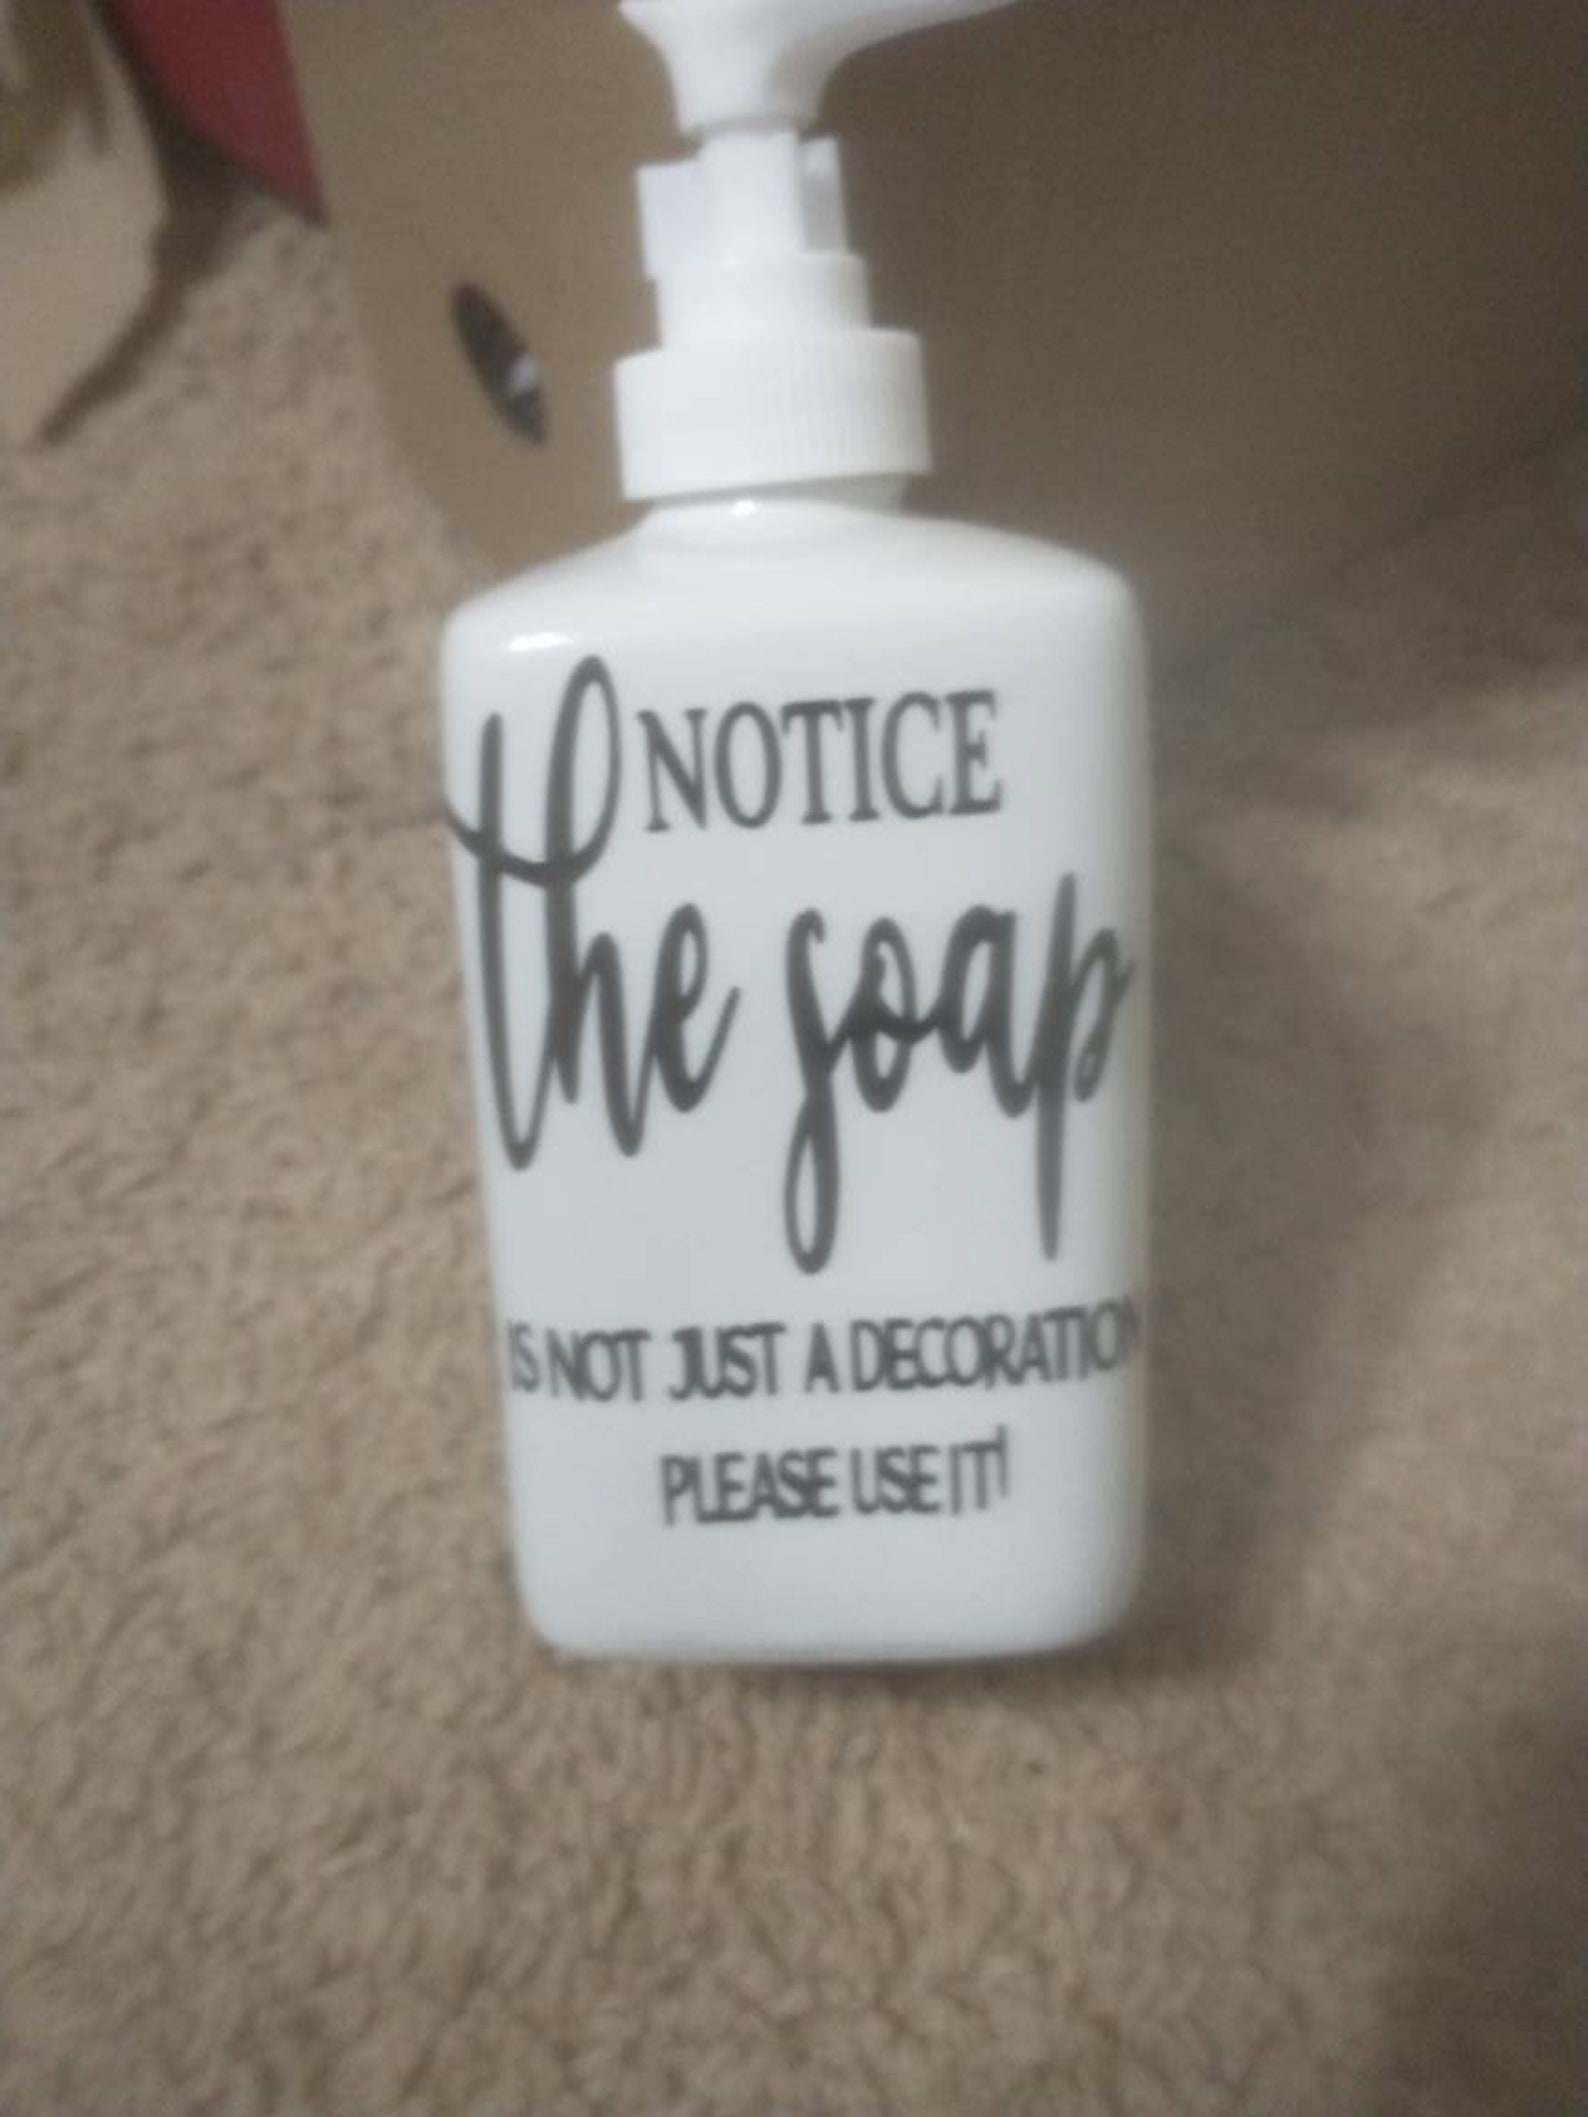 NOTICE
the soap
IS NOT JUST A DECORATION
PLEASE USE IT!